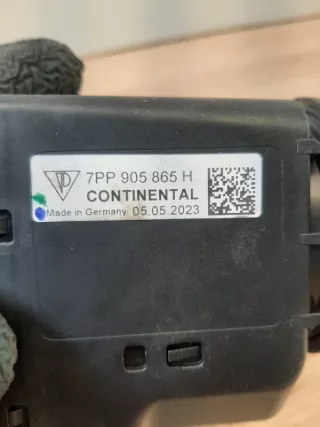 7PP 905 865 H
CONTINENTAL
Made in Germany 05.05.2023